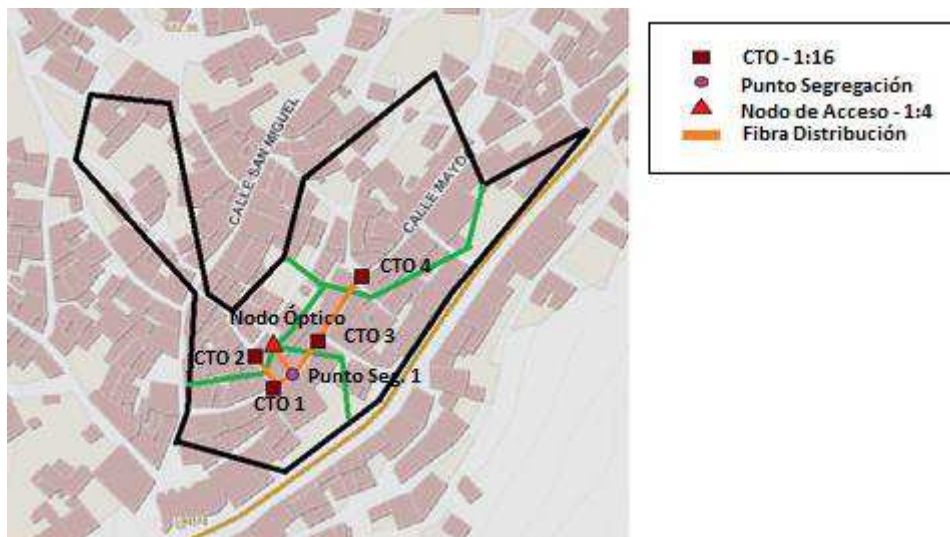 CALLE SAN MIGUEL
CALLE MAYO
CTO 4
Nodo Óptico
CTO 3
CTO 2
Punto Seg. 1
CTO 1
CTO - 1:16
Punto Segregación
Nodo de Acceso - 1:4
Fibra Distribución